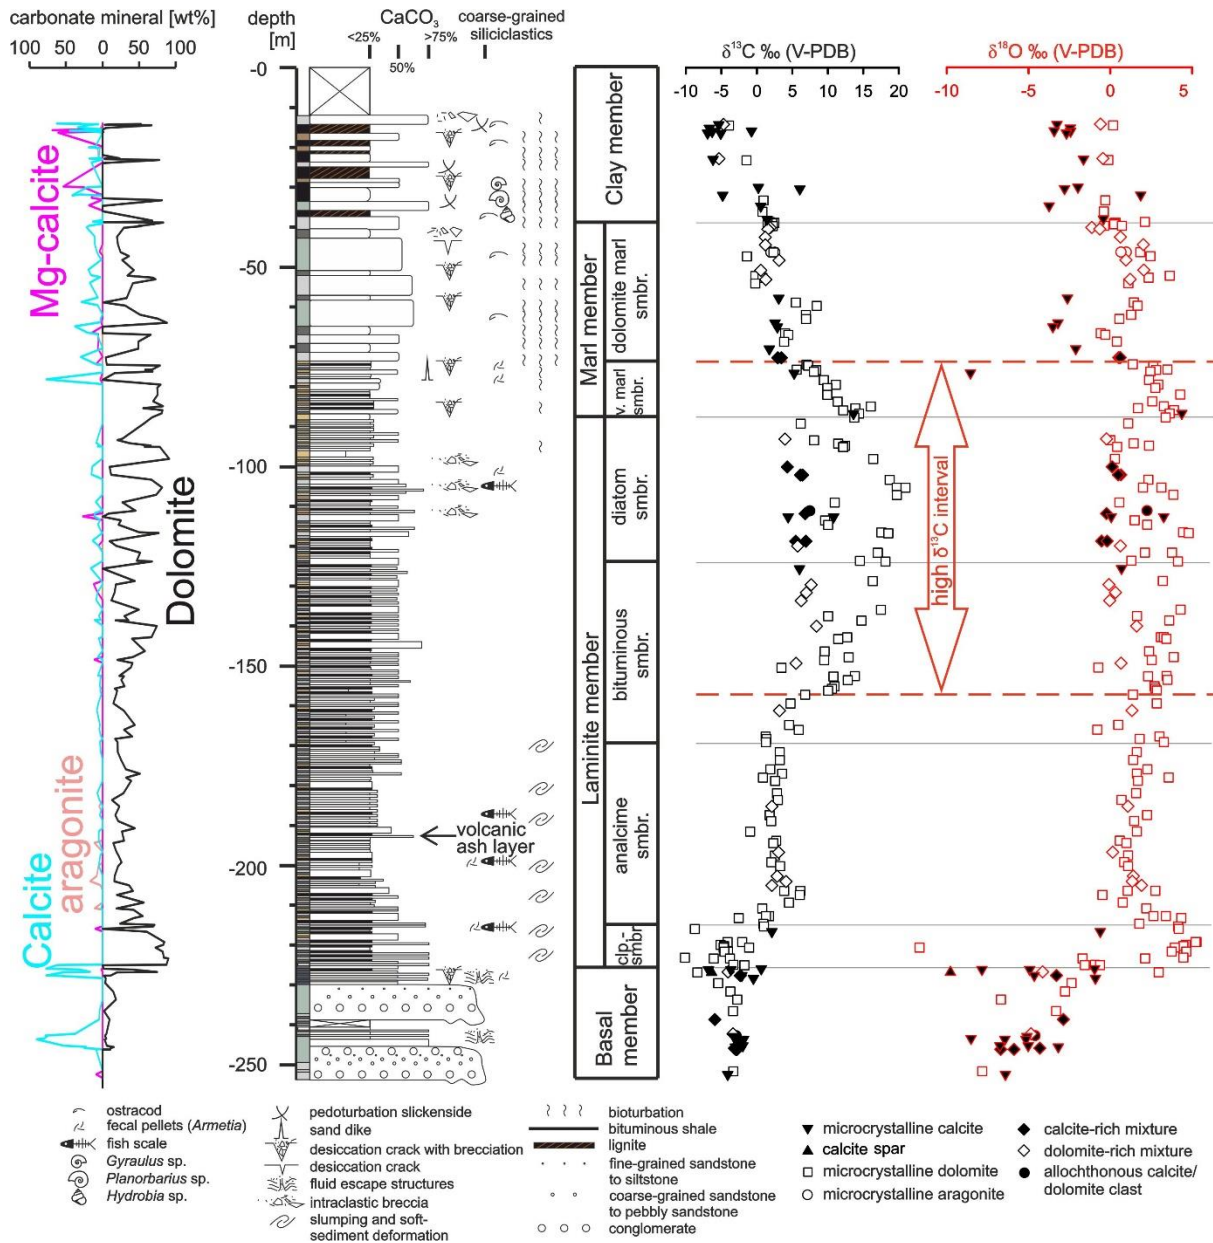 carbonate mineral [wt%]
100 50 0 50 100
depth
[m]
CaCO3
<25% >75%
50%
coarse-grained
siliciclastics
δ13C ‰ (V-PDB)
-10 -5 0 5 10 15 20
δ18O ‰ (V-PDB)
-10 -5 0 5
-0
-50
-100
-150
-200
-250
Mg-calcite
Dolomite
Calcite
aragonite
volcanic
ash layer
Clay member
Marl member
dolomite marl
smbr.
v. marl
smbr.
Laminite member
diatom
smbr.
bituminous
smbr.
analcime
smbr.
clp.-
smbr
Basal
member
high δ13C interval
ostracod
fecal pellets (Armetia)
fish scale
Gyraulus sp.
Planorbarius sp.
Hydrobia sp.
pedoturbation slickenside
sand dike
desiccation crack with brecciation
desiccation crack
fluid escape structures
intraclastic breccia
slumping and soft-
sediment deformation
bioturbation
bituminous shale
lignite
fine-grained sandstone
to siltstone
coarse-grained sandstone
to pebbly sandstone
conglomerate
microcrystalline calcite
calcite spar
microcrystalline dolomite
microcrystalline aragonite
calcite-rich mixture
dolomite-rich mixture
allochthonous calcite/
dolomite clast